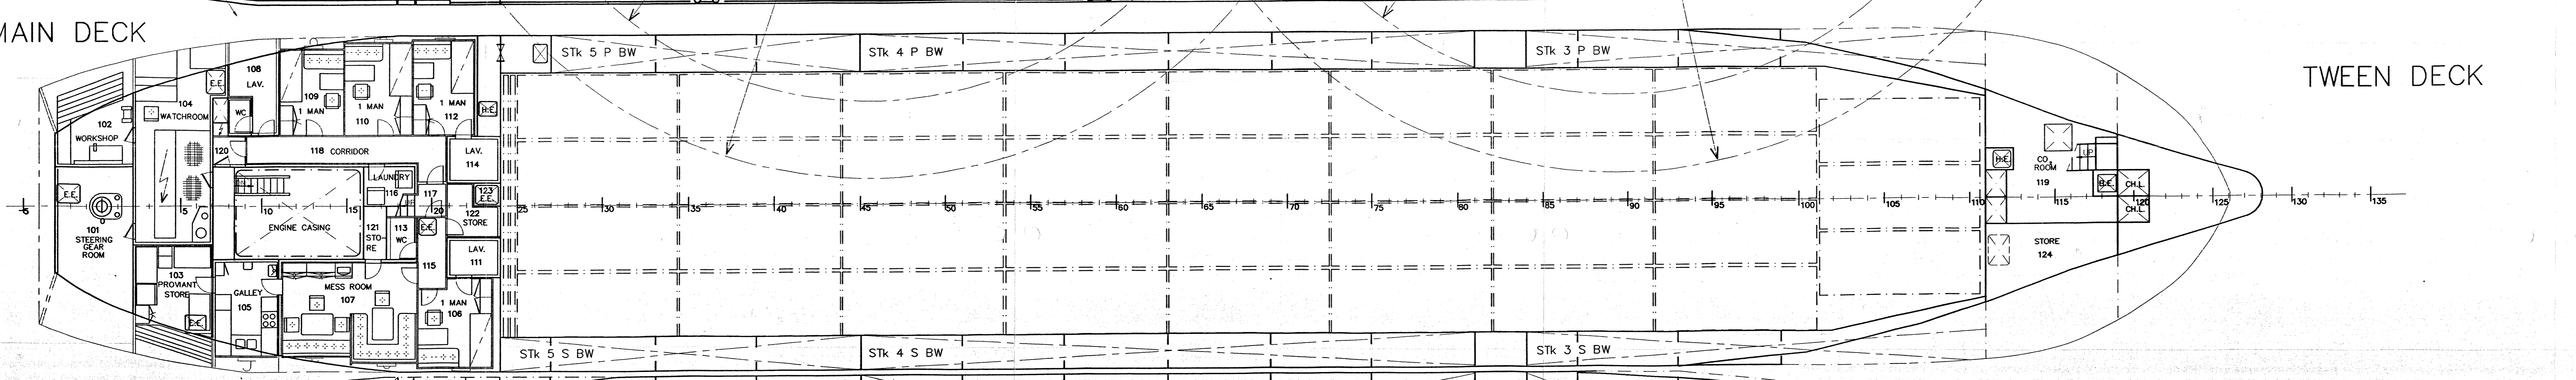 MAIN DECK
TWEEN DECK
STk 5 P BW
STk 4 P BW
STk 3 P BW
108
LAV.
E.E.
104
WATCHROOM
WC
109
1 MAN
1 MAN
110
1 MAN
112
102
WORKSHOP
120
118 CORRIDOR
LAV.
114
LAUNDRY
116
UP
117
123
E.E.
122
STORE
E.E.
101
STEERING
GEAR
ROOM
ENGINE CASING
121
STO-
RE
113
WC
E.E.
115
LAV.
111
103
PROVIANT
STORE
E.E.
GALLEY
105
MESS ROOM
107
1 MAN
106
5
5
10
15
20
25
30
35
40
45
50
55
60
65
70
75
80
85
90
95
100
105
110
115
120
125
130
135
CO
ROOM
119
UP
CH.L.
CH.L.
STORE
124
STk 5 S BW
STk 4 S BW
STk 3 S BW